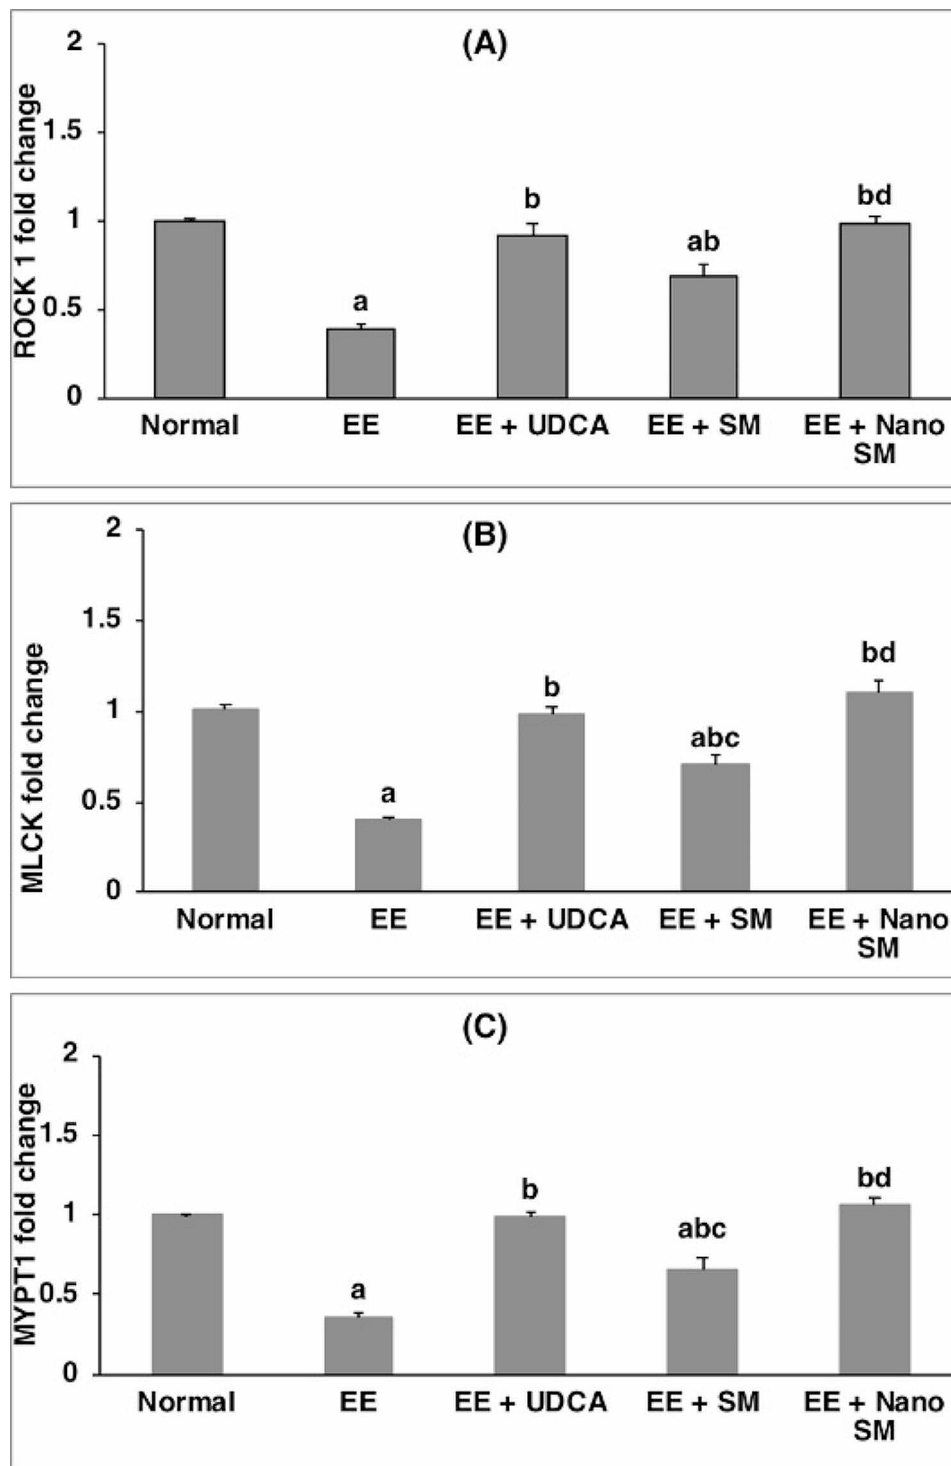 (A)
ROCK 1 fold change
2
1.5
1
0.5
0
a
b
ab
bd
Normal
EE
EE + UDCA
EE + SM
EE + Nano
SM
(B)
MLCK fold change
2
1.5
1
0.5
0
a
b
abc
bd
Normal
EE
EE + UDCA
EE + SM
EE + Nano
SM
(C)
MYPT1 fold change
2
1.5
1
0.5
0
a
b
abc
bd
Normal
EE
EE + UDCA
EE + SM
EE + Nano
SM